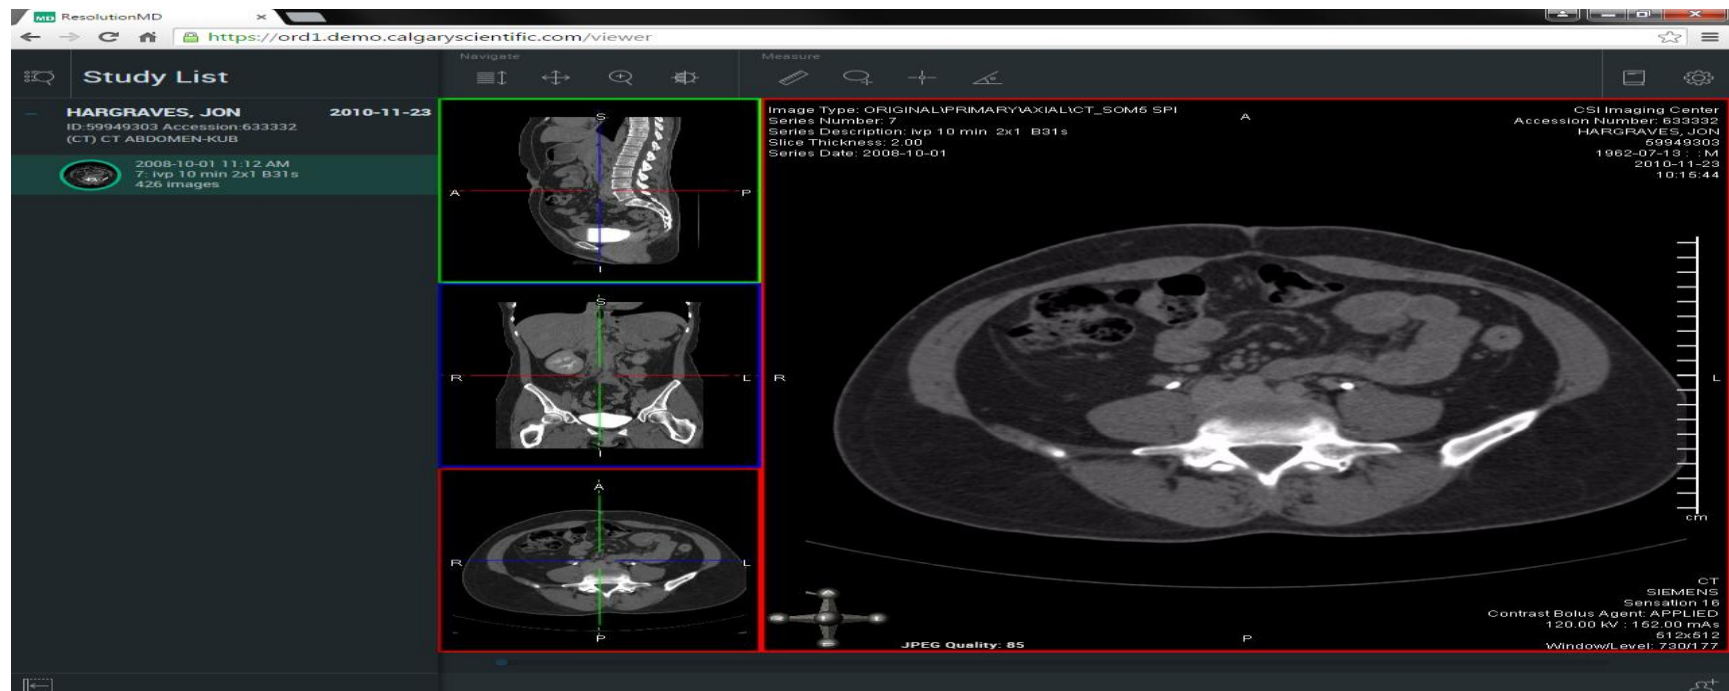 MD ResolutionMD
https://ord1.demo.calgaryscientific.com/viewer
Study List
Navigate
Measure
HARGRAVES, JON 2010-11-23
ID:59949303 Accession:633332
(CT) CT ABDOMEN-KUB
2008-10-01 11:12 AM
7: ivp 10 min 2x1 B31s
426 images
S
A
P
I
S
R
L
I
A
R
L
P
Image Type: ORIGINAL\PRIMARY\AXIAL\CT_SOM5 SPI
Series Number: 7
Series Description: ivp 10 min 2x1 B31s
Slice Thickness: 2.00
Series Date: 2008-10-01
A
CSI Imaging Center
Accession Number: 633332
HARGRAVES, JON
59949303
1962-07-13 : : M
2010-11-23
10:15:44
R
L
cm
CT
SIEMENS
Sensation 16
Contrast Bolus Agent: APPLIED
120.00 kV : 152.00 mAs
512x512
Window/Level: 730/177
P
JPEG Quality: 85